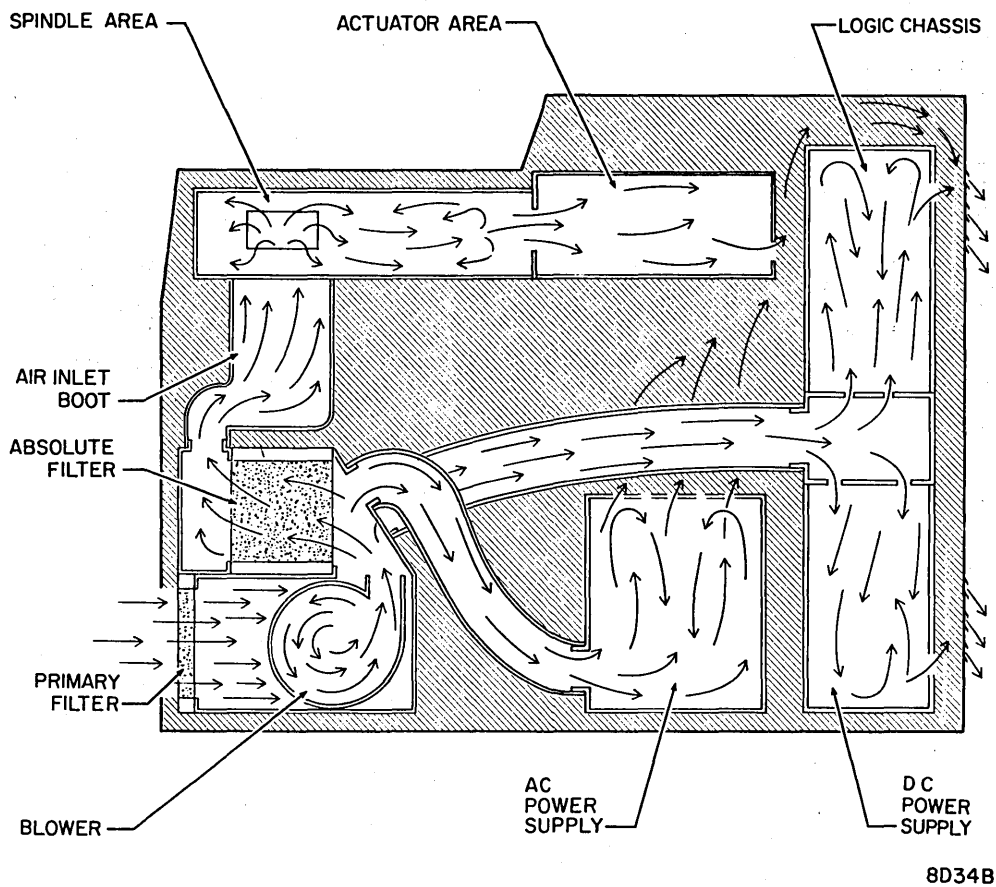 SPINDLE AREA
ACTUATOR AREA
LOGIC CHASSIS
AIR INLET
BOOT
ABSOLUTE
FILTER
PRIMARY
FILTER
BLOWER
AC
POWER
SUPPLY
DC
POWER
SUPPLY
8D34B